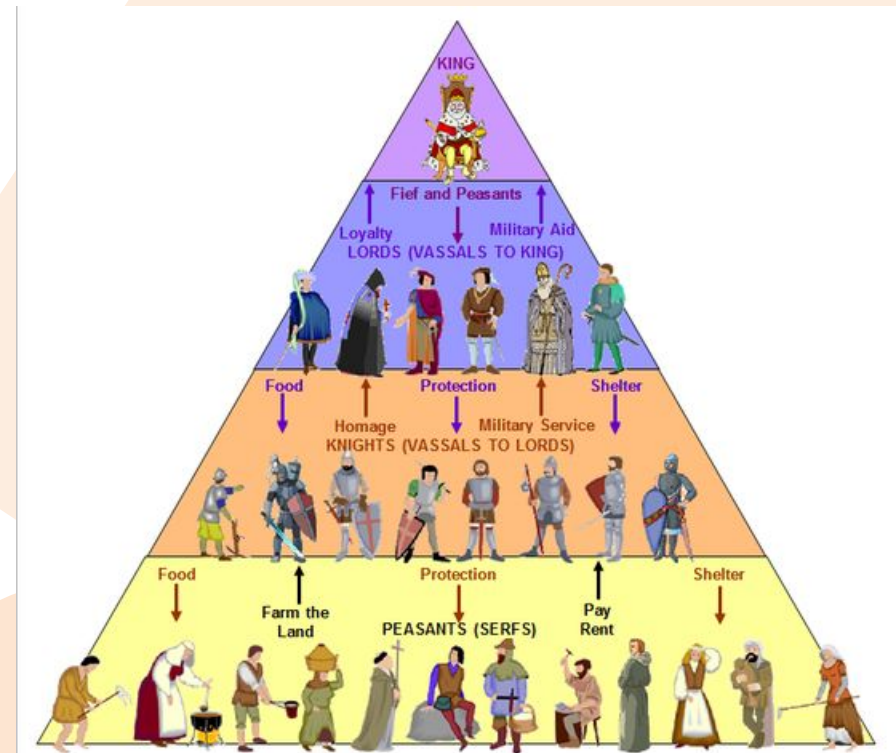 KING
Fief and Peasants
Loyalty
Military Aid
LORDS (VASSALS TO KING)
Food
Protection
Shelter
Homage
Military Service
KNIGHTS (VASSALS TO LORDS)
Food
Protection
Shelter
Farm the
Land
Pay
Rent
PEASANTS (SERFS)